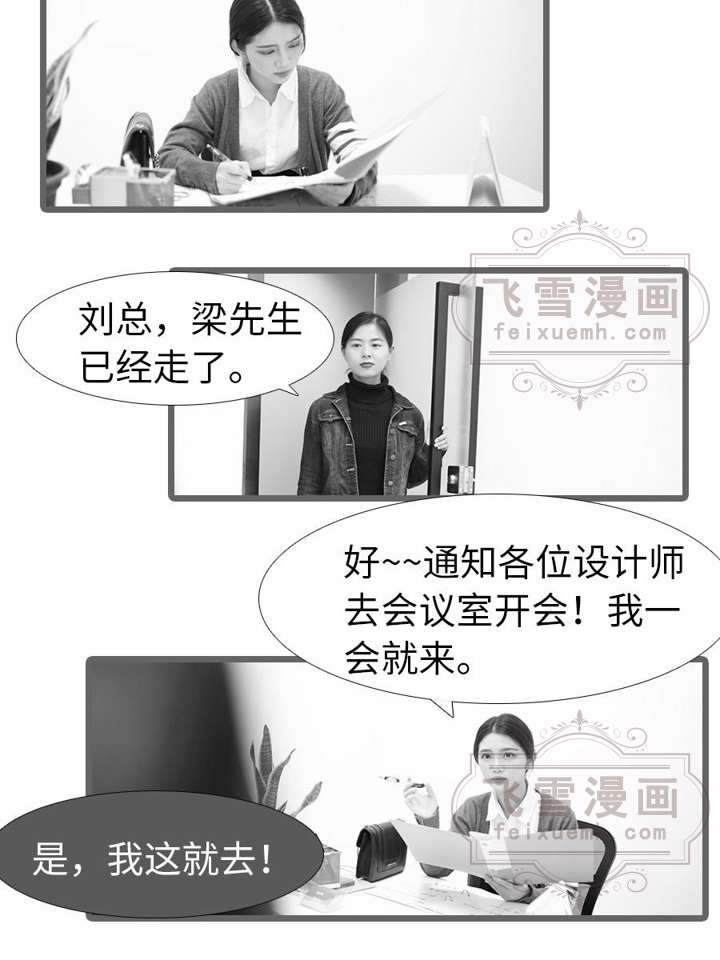 飞雪漫画
feixuemh.com
刘总，梁先生
已经走了。
好~~通知各位设计师
去会议室开会！我一
会就来。
飞雪漫画
feixuemh.com
是，我这就去！